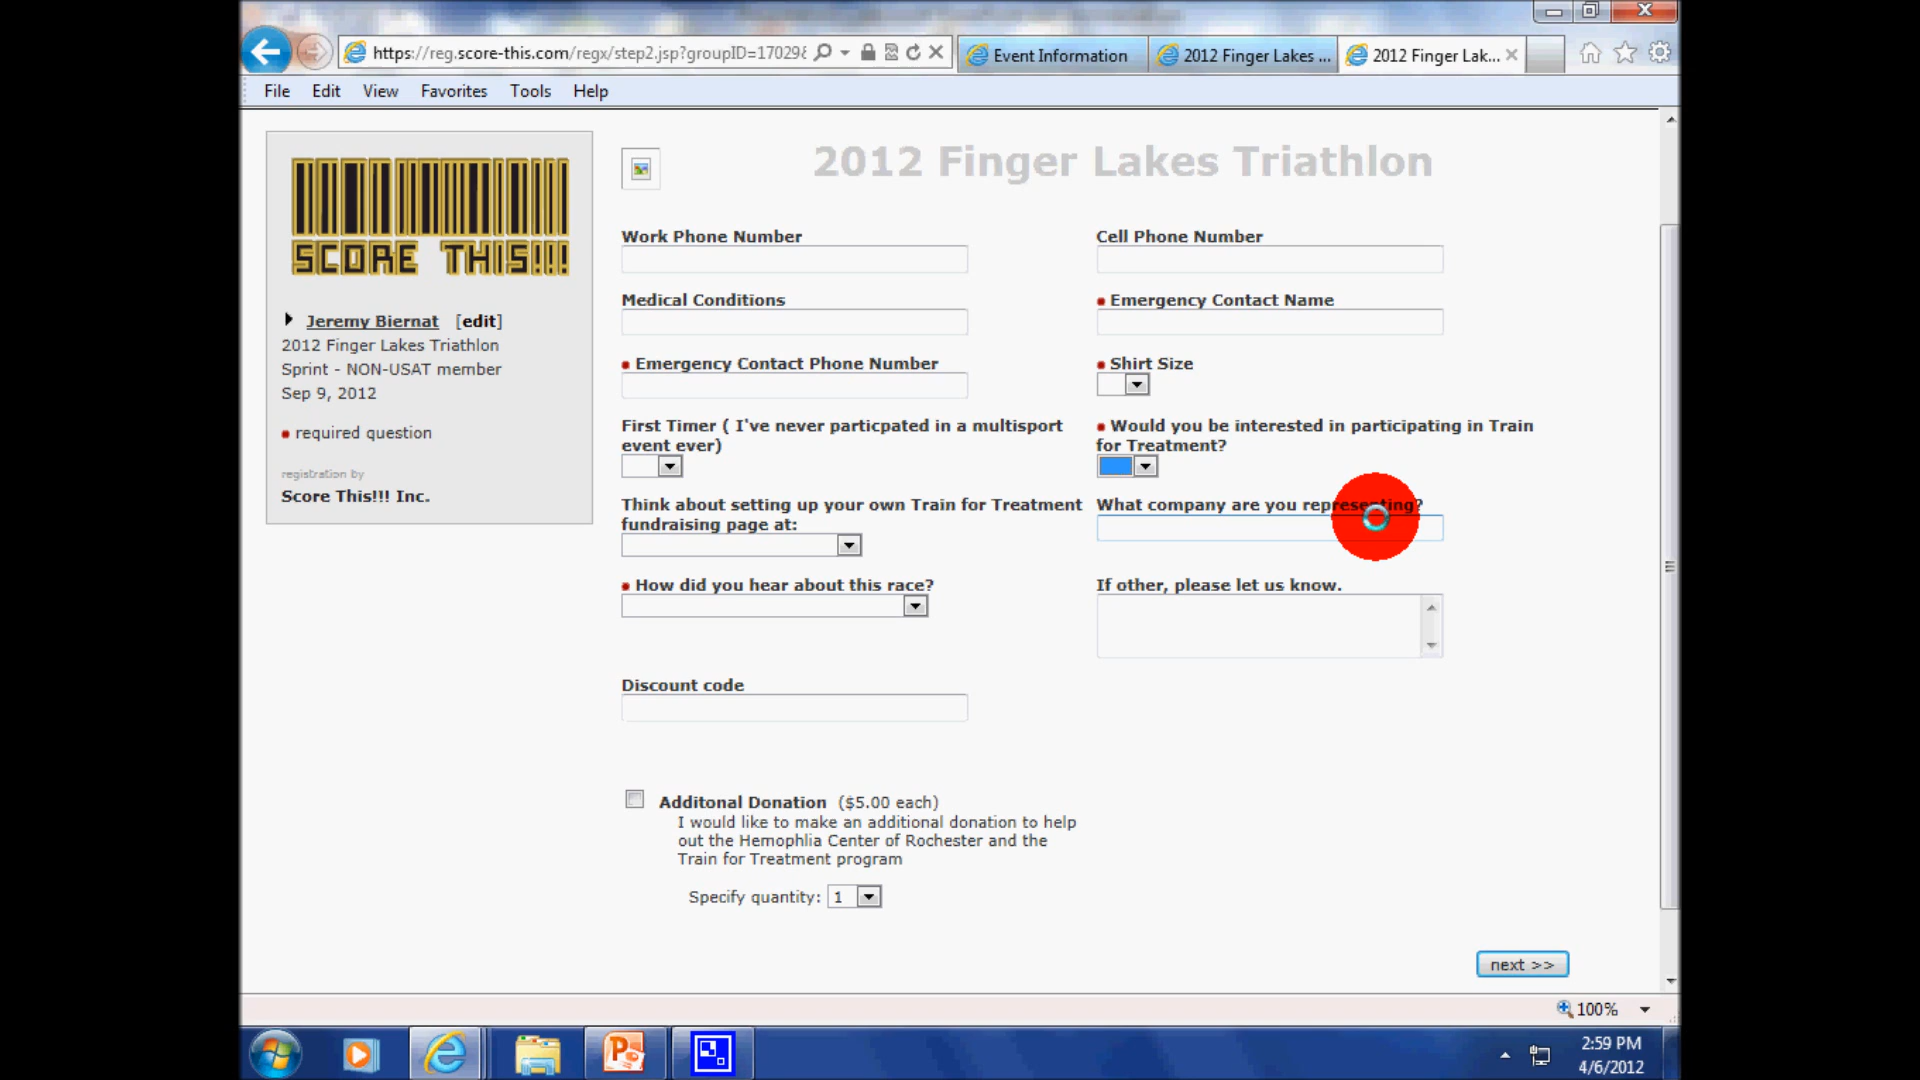 https://reg.score-this.com/regx/step2.jsp?groupID=17029&
Event Information
2012 Finger Lakes ...
2012 Finger Lak...
File Edit View Favorites Tools Help
SCORE THIS!!!
Jeremy Biernat [edit]
2012 Finger Lakes Triathlon
Sprint - NON-USAT member
Sep 9, 2012
required question
registration by
Score This!!! Inc.
2012 Finger Lakes Triathlon
Work Phone Number
Cell Phone Number
Medical Conditions
Emergency Contact Name
Emergency Contact Phone Number
Shirt Size
First Timer ( I've never particpated in a multisport
event ever)
Would you be interested in participating in Train
for Treatment?
Think about setting up your own Train for Treatment
fundraising page at:
What company are you representing?
How did you hear about this race?
If other, please let us know.
Discount code
Additonal Donation ($5.00 each)
I would like to make an additional donation to help
out the Hemophlia Center of Rochester and the
Train for Treatment program
Specify quantity: 1
next >>
100%
2:59 PM
4/6/2012